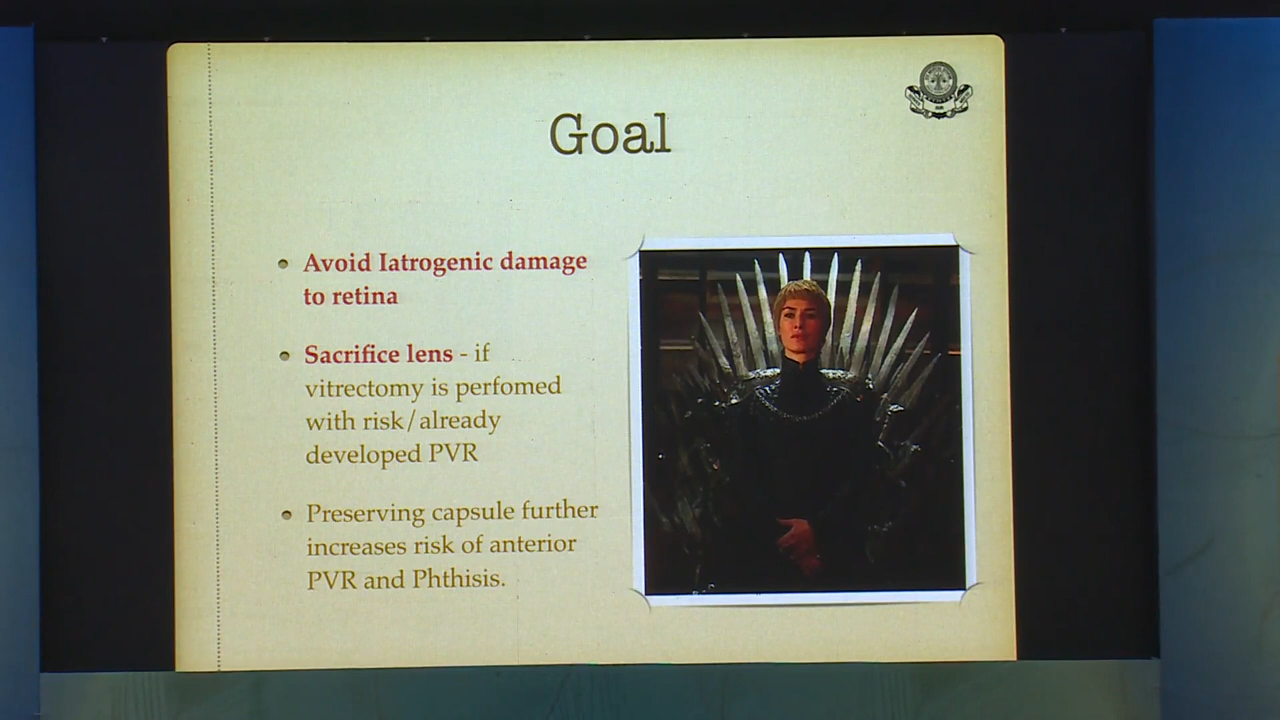 Goal
• Avoid Iatrogenic damage
to retina
• Sacrifice lens - if
vitrectomy is perfomed
with risk/already
developed PVR
• Preserving capsule further
increases risk of anterior
PVR and Phthisis.